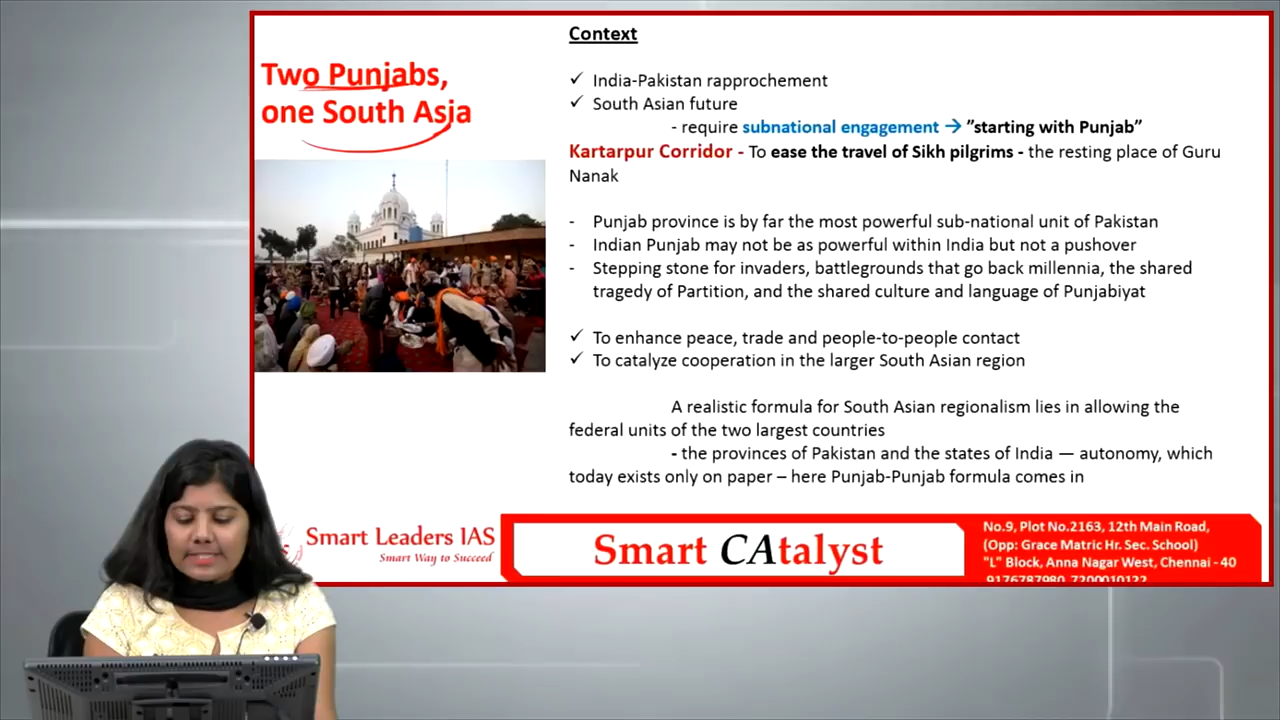 Two Punjabs,
one South Asia
Context
✓ India-Pakistan rapprochement
✓ South Asian future
- require subnational engagement → ”starting with Punjab”
Kartarpur Corridor - To ease the travel of Sikh pilgrims - the resting place of Guru
Nanak
- Punjab province is by far the most powerful sub-national unit of Pakistan
- Indian Punjab may not be as powerful within India but not a pushover
- Stepping stone for invaders, battlegrounds that go back millennia, the shared
tragedy of Partition, and the shared culture and language of Punjabiyat
✓ To enhance peace, trade and people-to-people contact
✓ To catalyze cooperation in the larger South Asian region
A realistic formula for South Asian regionalism lies in allowing the
federal units of the two largest countries
- the provinces of Pakistan and the states of India — autonomy, which
today exists only on paper – here Punjab-Punjab formula comes in
Smart Leaders IAS
Smart Way to Succeed
Smart CAtalyst
No.9, Plot No.2163, 12th Main Road,
(Opp: Grace Matric Hr. Sec. School)
"L" Block, Anna Nagar West, Chennai - 40
9176787980, 7200010122